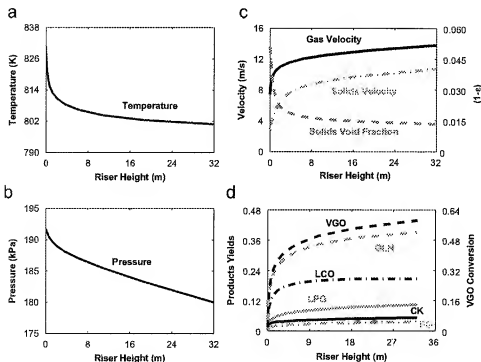 a
838
826
814
802
790
Temperature (K)
Temperature
0 8 16 24 32
Riser Height (m)
c
16
12
8
4
0
Velocity (m/s)
Gas Velocity
Solids Velocity
Solids Void Fraction
0.060
0.045
0.030
0.015
0
(1-ε)
0 8 16 24 32
Riser Height (m)
b
195
190
185
180
175
Pressure (kPa)
Pressure
0 8 16 24 32
Riser Height (m)
d
0.48
0.36
0.24
0.12
0
Products Yields
VGO
GLN
LCO
LPG
CK
0.64
0.48
0.32
0.16
0
VGO Conversion
0 9 18 27 36
Riser Height (m)